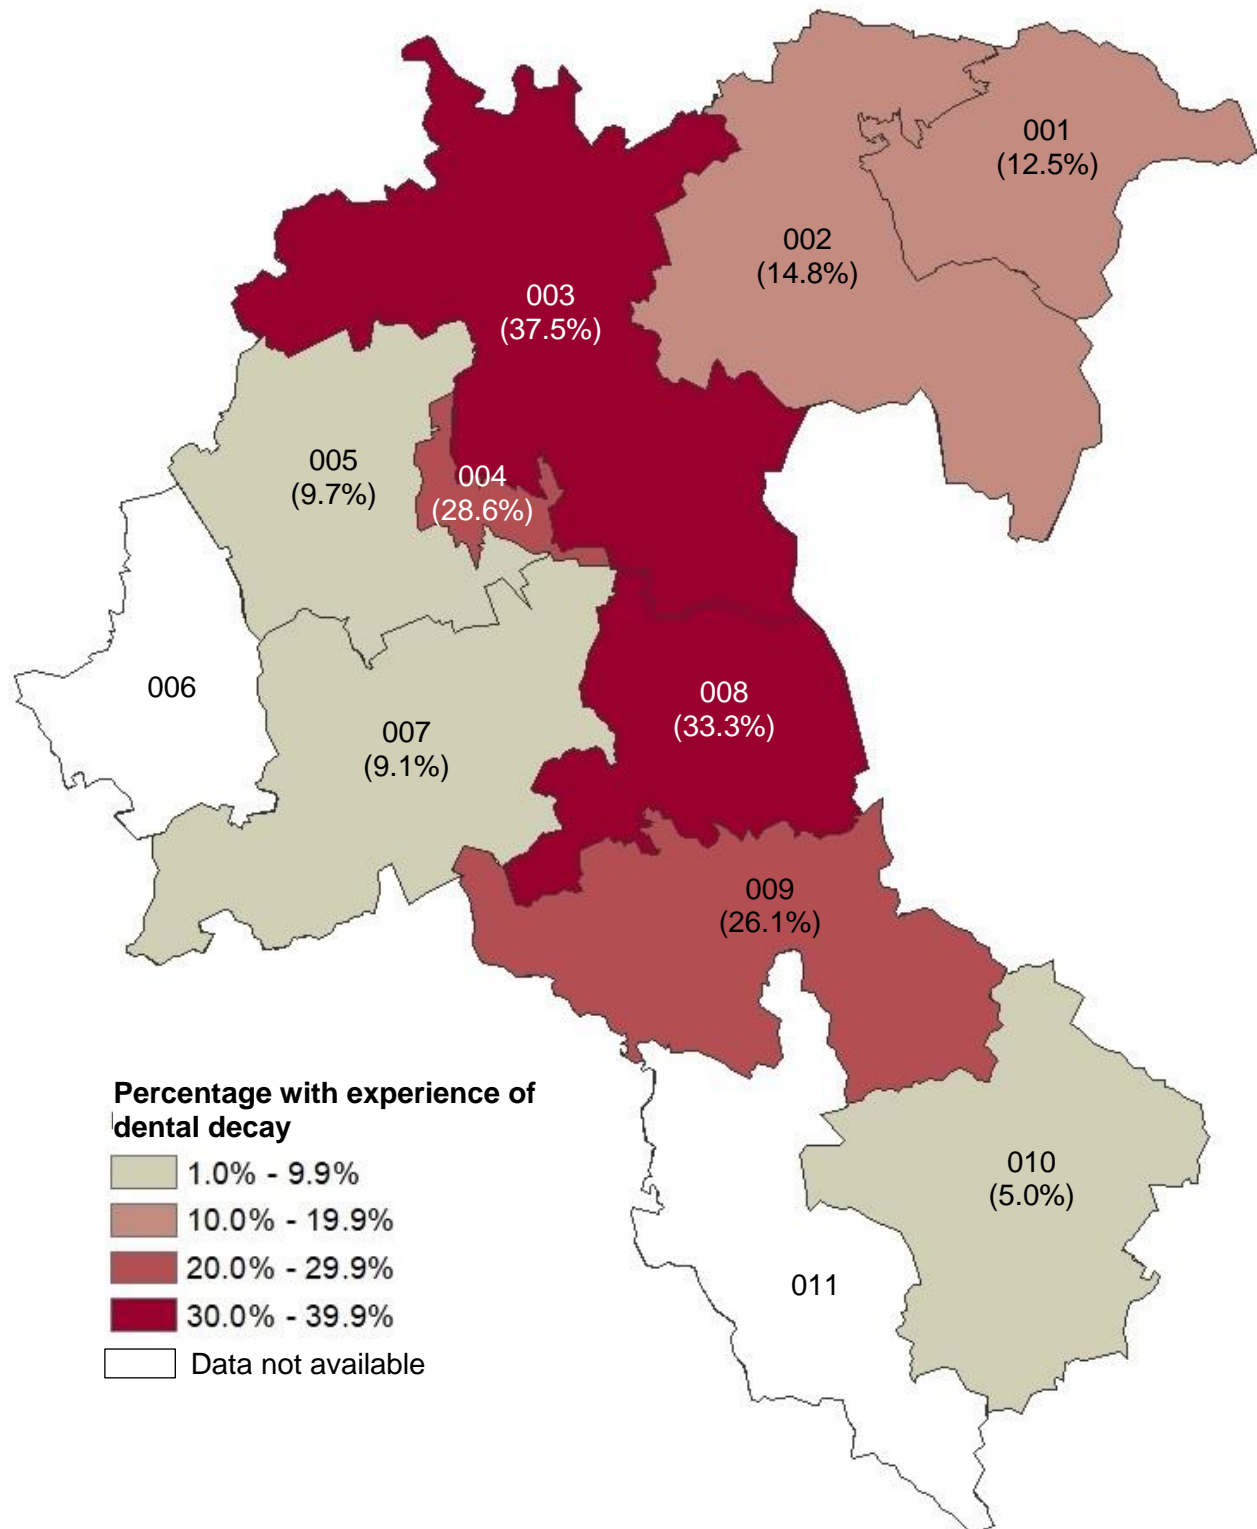 001
(12.5%)
002
(14.8%)
003
(37.5%)
005
(9.7%)
004
(28.6%)
006
008
(33.3%)
007
(9.1%)
009
(26.1%)
010
(5.0%)
011
Percentage with experience of
dental decay
1.0% - 9.9%
10.0% - 19.9%
20.0% - 29.9%
30.0% - 39.9%
Data not available